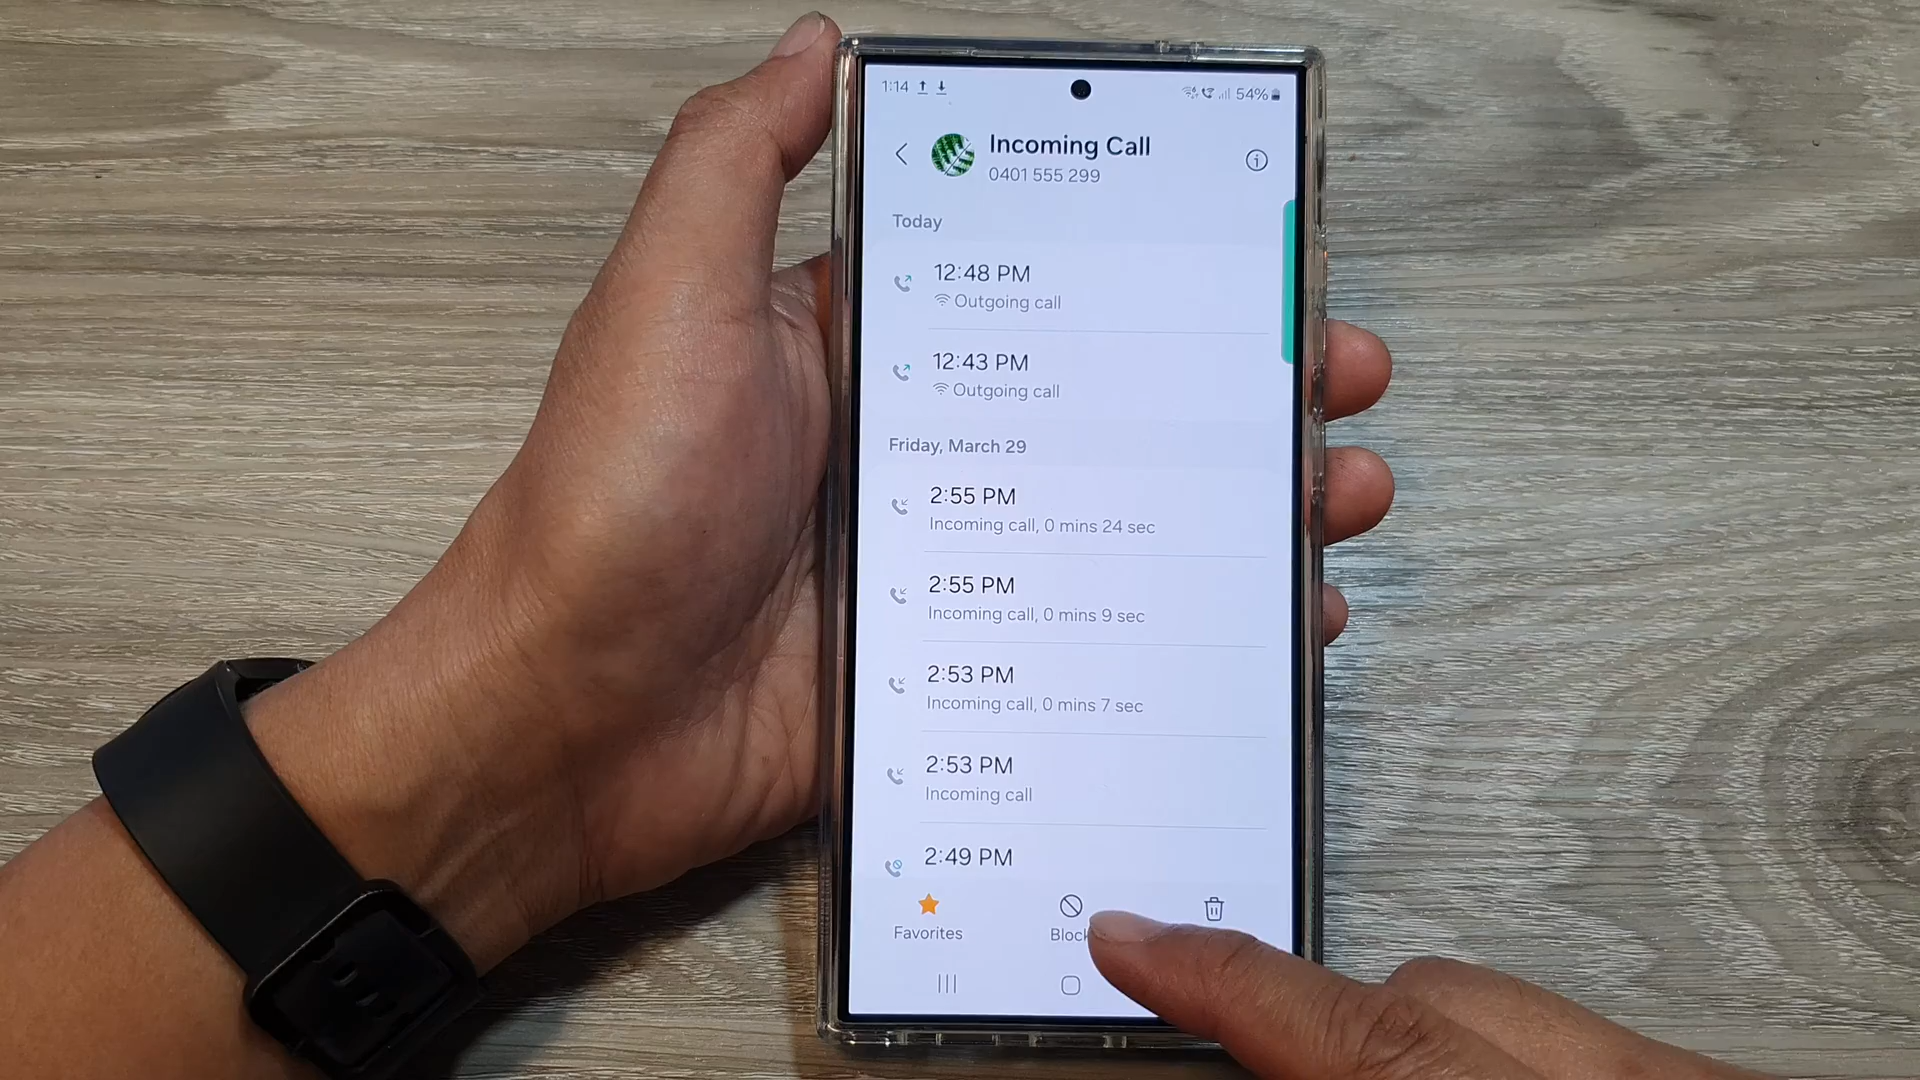 1:14 54%
Incoming Call
0401 555 299
Today
12:48 PM
Outgoing call
12:43 PM
Outgoing call
Friday, March 29
2:55 PM
Incoming call, 0 mins 24 sec
2:55 PM
Incoming call, 0 mins 9 sec
2:53 PM
Incoming call, 0 mins 7 sec
2:53 PM
Incoming call
2:49 PM
Favorites Block